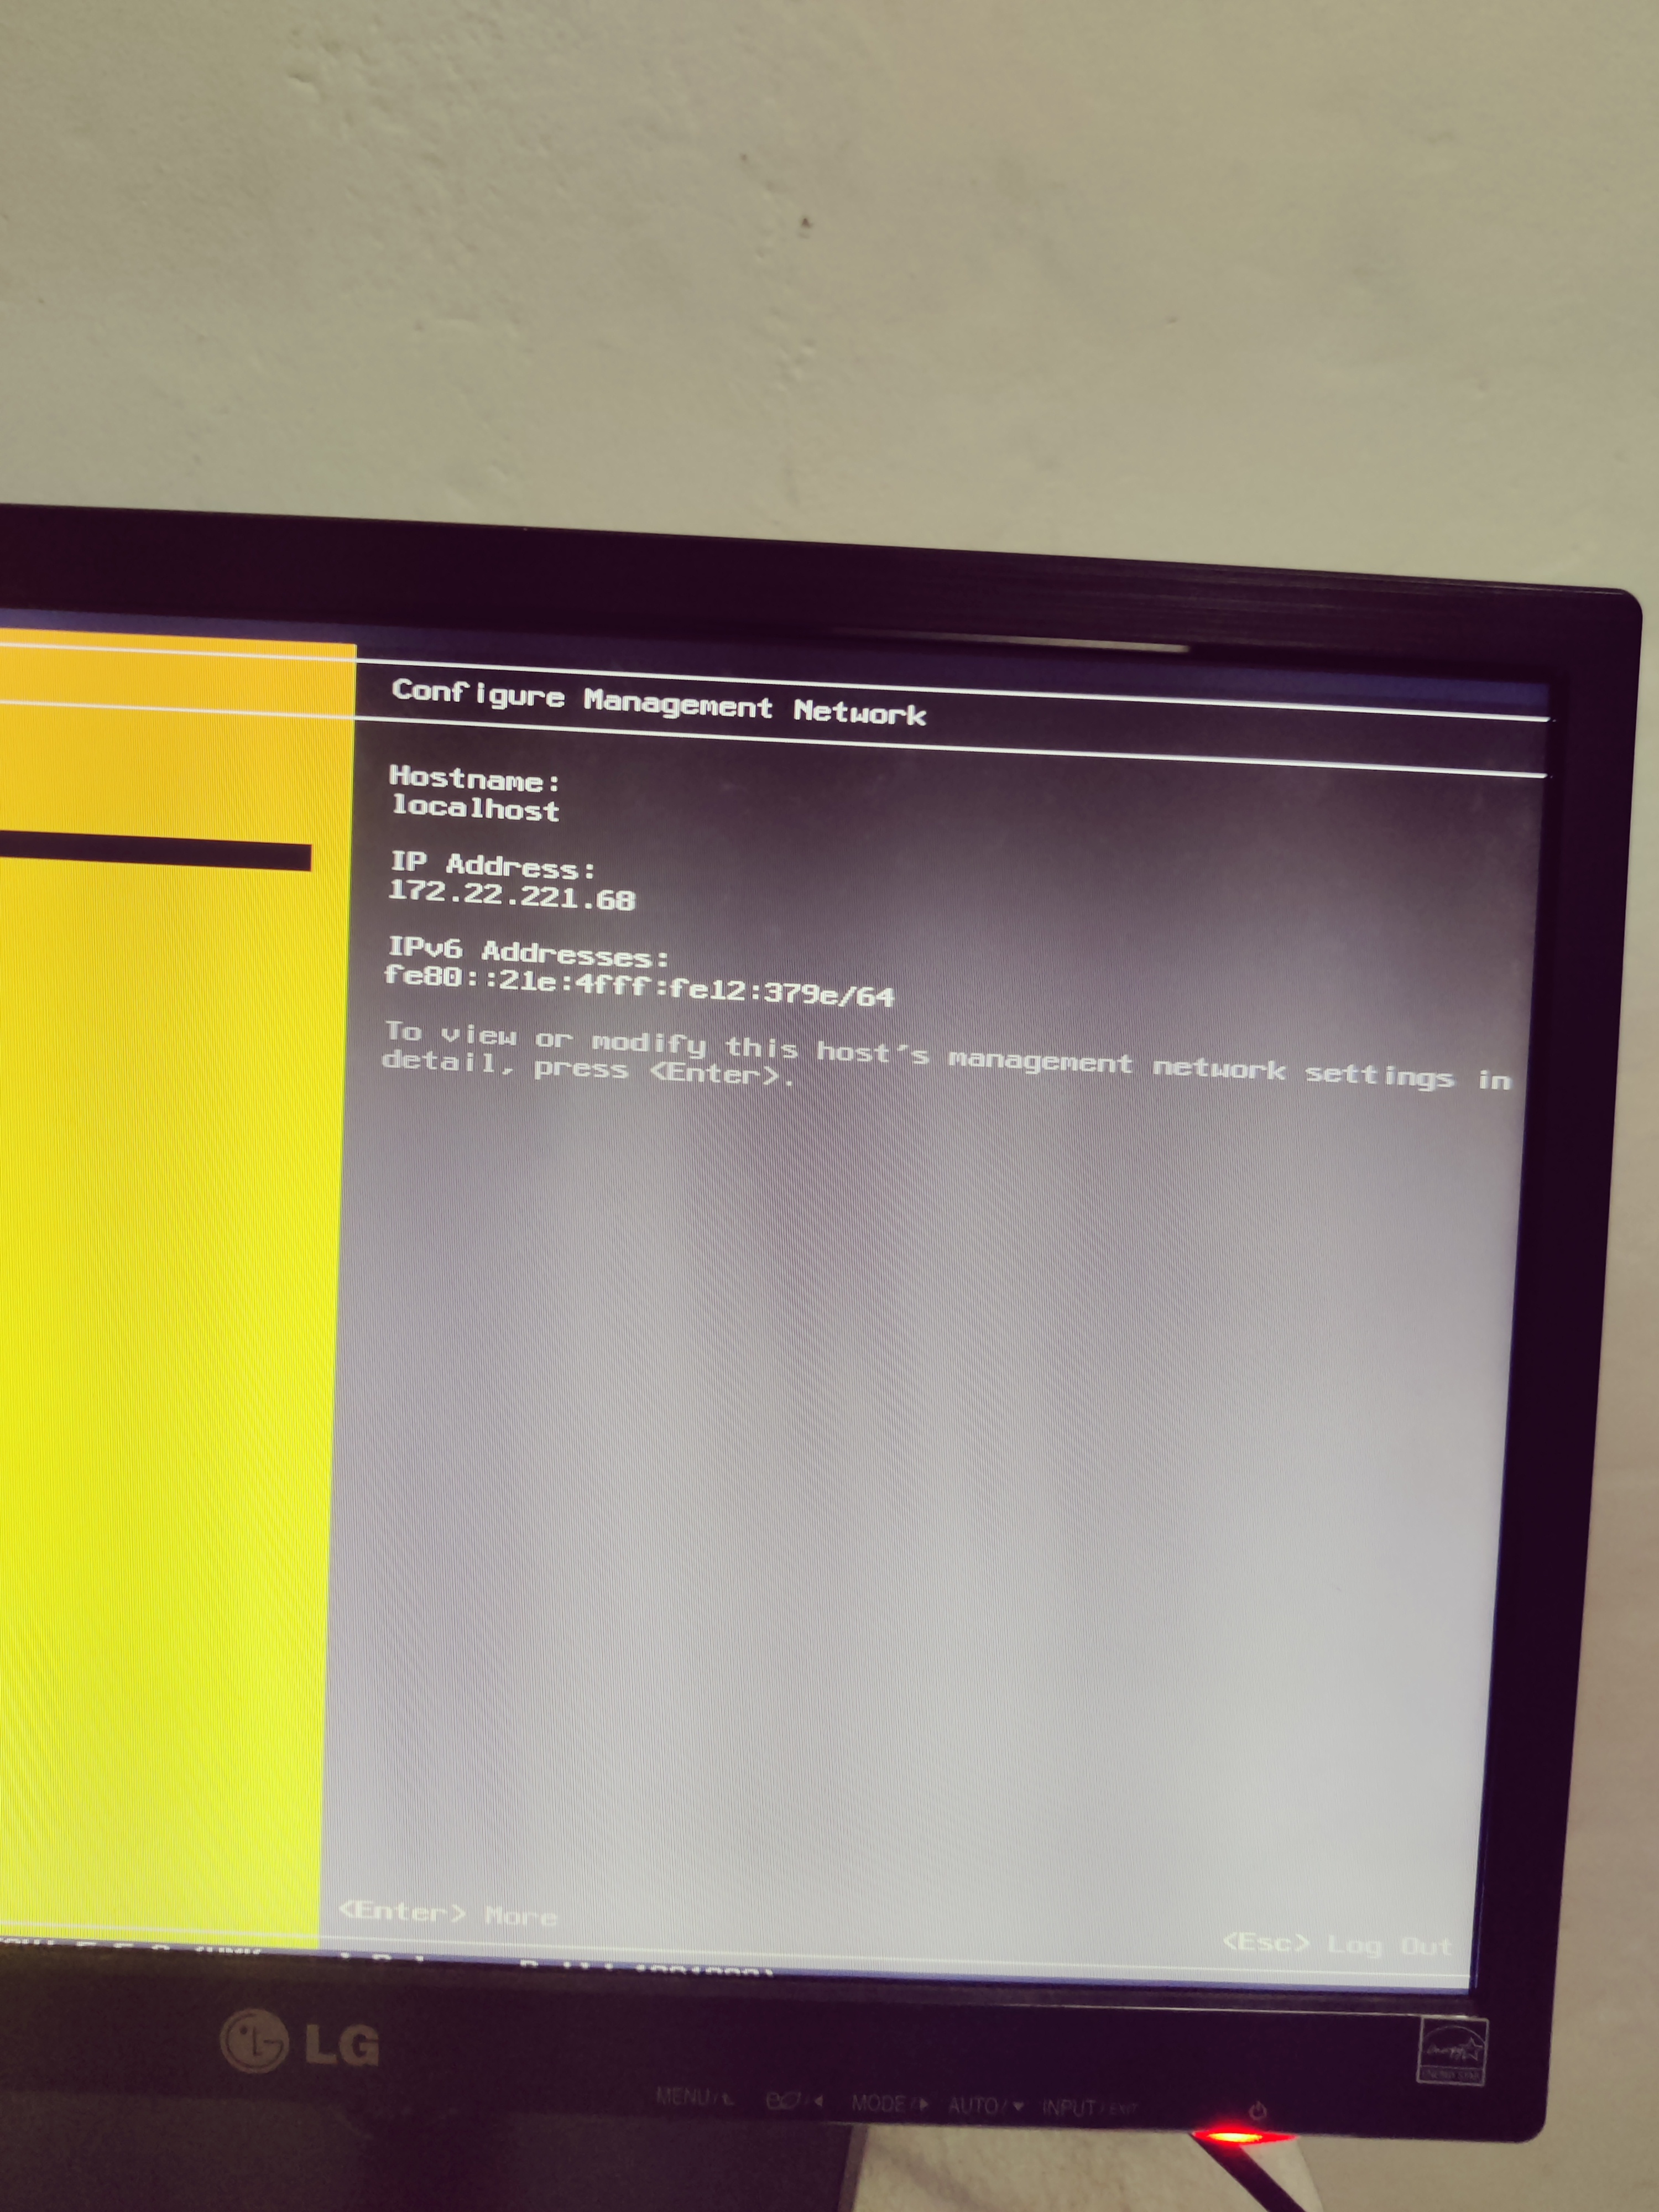 Configure Management Network
Hostname:
localhost
IP Address:
172.22.221.68
IPv6 Addresses:
fe80::21e:4fff:fe12:379e/64
To view or modify this host's management network settings in
detail, press <Enter>.
<Enter> More
<Esc> Log Out
LG
MENU/
MODE/
AUTO/
INPUT/EXIT